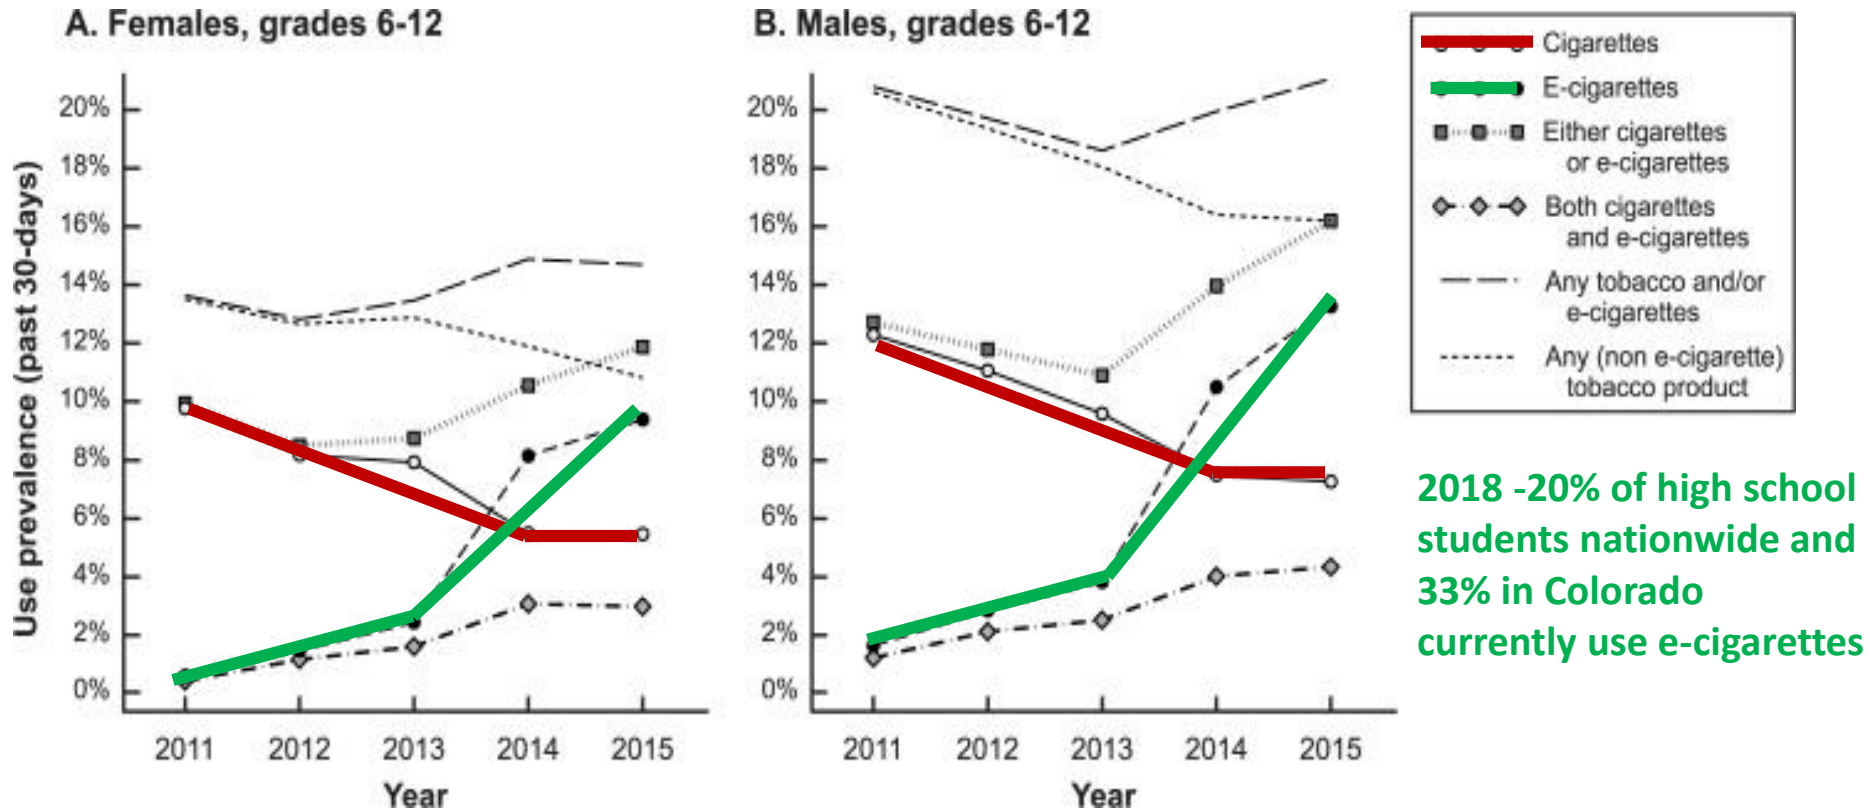 A. Females, grades 6-12
B. Males, grades 6-12
Use prevalence (past 30-days)
20%
18%
16%
14%
12%
10%
8%
6%
4%
2%
0%
2011 2012 2013 2014 2015
Year
20%
18%
16%
14%
12%
10%
8%
6%
4%
2%
0%
2011 2012 2013 2014 2015
Year
Cigarettes
E-cigarettes
Either cigarettes
or e-cigarettes
Both cigarettes
and e-cigarettes
Any tobacco and/or
e-cigarettes
Any (non e-cigarette)
tobacco product
2018 -20% of high school
students nationwide and
33% in Colorado
currently use e-cigarettes